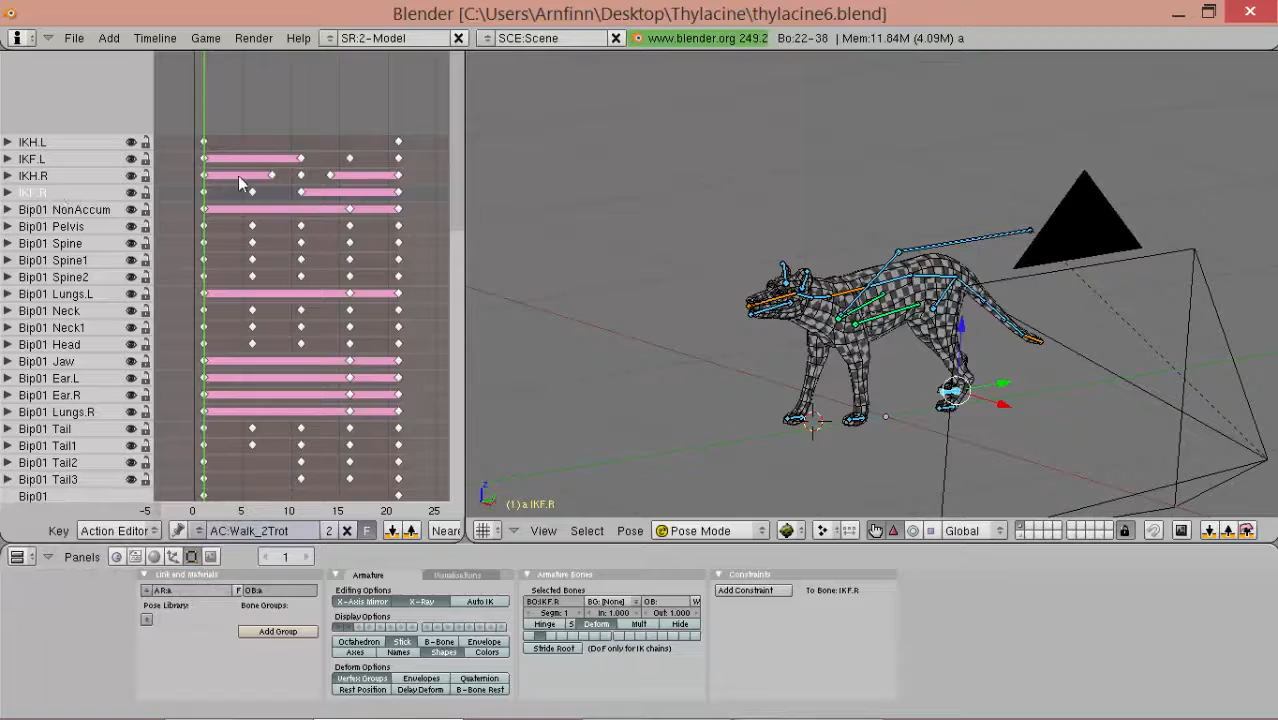 Blender [C:\Users\Arnfinn\Desktop\Thylacine\thylacine6.blend]
File Add Timeline Game Render Help SR:2-Model SCE:Scene www.blender.org 249.2 Bo:22-38 | Mem:11.84M (4.09M) a
IKH.L
IKF.L
IKH.R
IKF.R
Bip01 NonAccum
Bip01 Pelvis
Bip01 Spine
Bip01 Spine1
Bip01 Spine2
Bip01 Lungs.L
Bip01 Neck
Bip01 Neck1
Bip01 Head
Bip01 Jaw
Bip01 Ear.L
Bip01 Ear.R
Bip01 Lungs.R
Bip01 Tail
Bip01 Tail1
Bip01 Tail2
Bip01 Tail3
Bip01
-5 0 5 10 15 20 25
z
(1) a IKF.R
Key Action Editor AC:Walk_2Trot 2 F Neare View Select Pose Pose Mode Global
Panels 1
Link and Materials Armature Visualisations Armature Bones Constraints
AR:a F OB:a Editing Options Selected Bones Add Constraint To Bone: IKF.R
Pose Library: Bone Groups: X-Axis Mirror X-Ray Auto IK BO:IKF.R BG: [None] OB: W
Display Options Segm: 1 In: 1.000 Out: 1.000
Add Group Hinge S Deform Mult Hide
Octahedron Stick B-Bone Envelope
Axes Names Shapes Colors Stride Root (DoF only for IK chains)
Deform Options
Vertex Groups Envelopes Quaternion
Rest Position Delay Deform B-Bone Rest